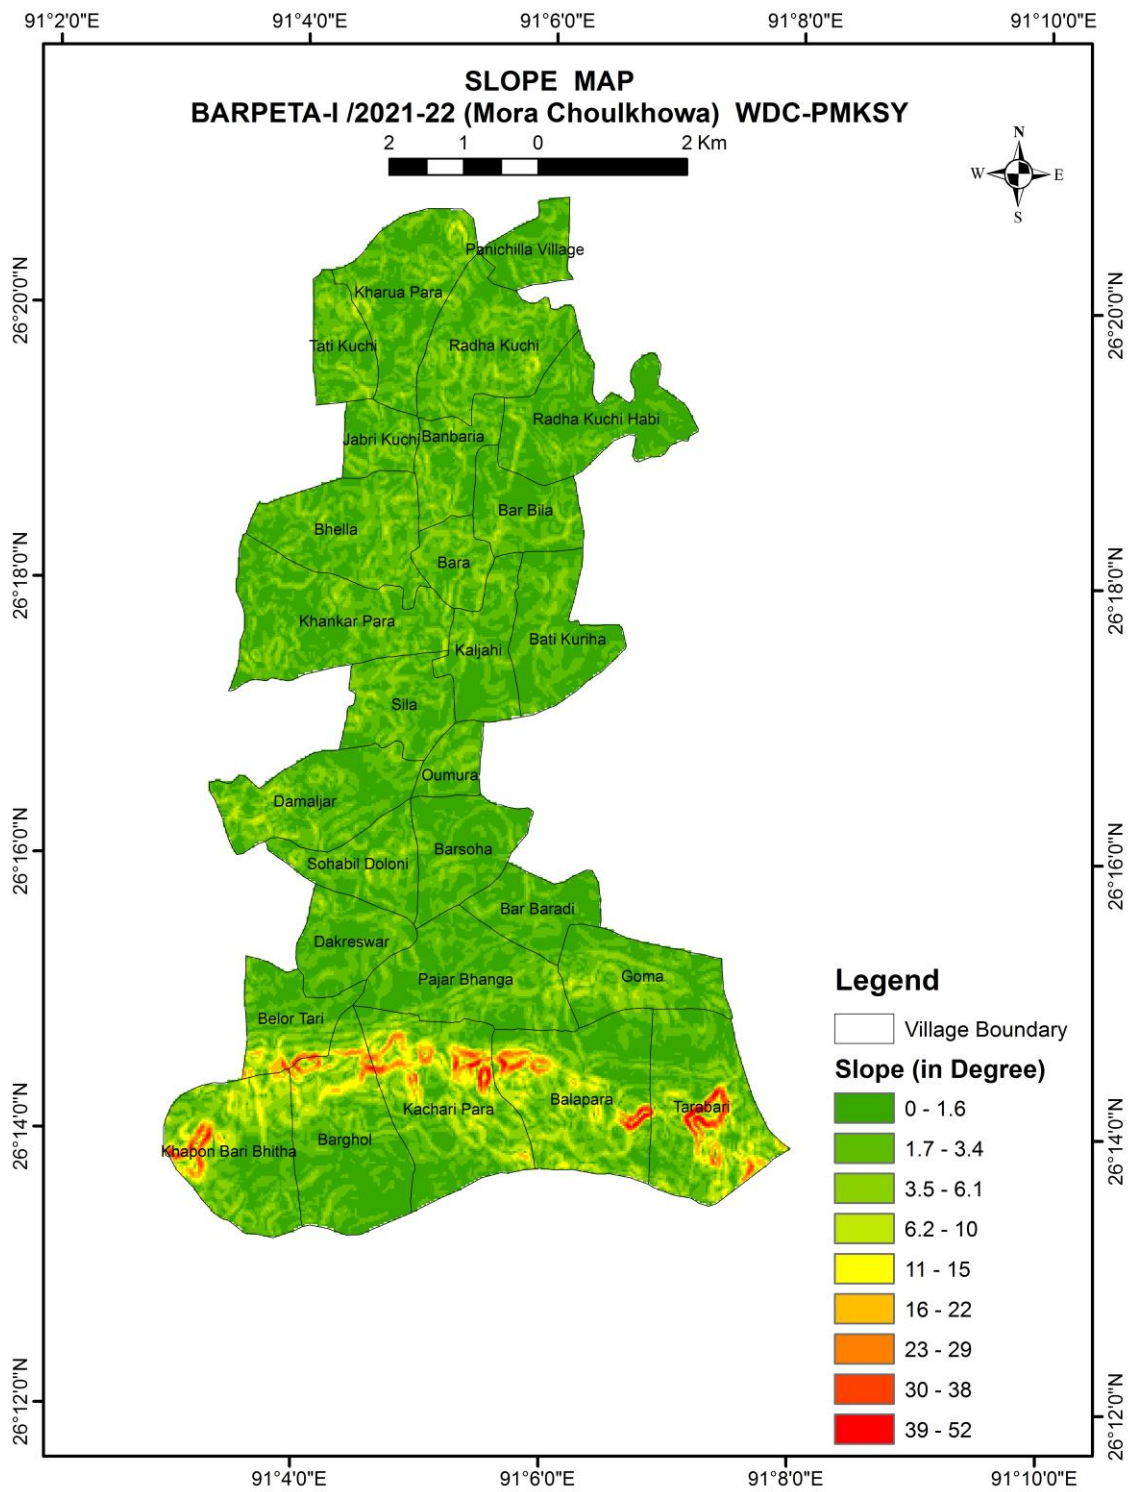 91°2'0"E 91°4'0"E 91°6'0"E 91°8'0"E 91°10'0"E
SLOPE MAP
BARPETA-I /2021-22 (Mora Choulkhowa) WDC-PMKSY
2 1 0 2 Km
N
W E
S
Panichilla Village
Kharua Para
26°20'0"N
26°20'0"N
Tati Kuchi
Radha Kuchi
Radha Kuchi Habi
Jabri Kuchi
Banbaria
Bar Bila
Bhella
Bara
26°18'0"N
26°18'0"N
Khankar Para
Bati Kuriha
Kaljahi
Sila
Oumura
Damaljar
Barsoha
26°16'0"N
26°16'0"N
Sohabil Doloni
Bar Baradi
Dakreswar
Pajar Bhanga
Goma
Belor Tari
Balapara
Kachari Para
Tarabari
26°14'0"N
26°14'0"N
Barghol
Khapon Bari Bhitha
Legend
Village Boundary
Slope (in Degree)
0 - 1.6
1.7 - 3.4
3.5 - 6.1
6.2 - 10
11 - 15
16 - 22
23 - 29
30 - 38
39 - 52
26°12'0"N
26°12'0"N
91°4'0"E 91°6'0"E 91°8'0"E 91°10'0"E